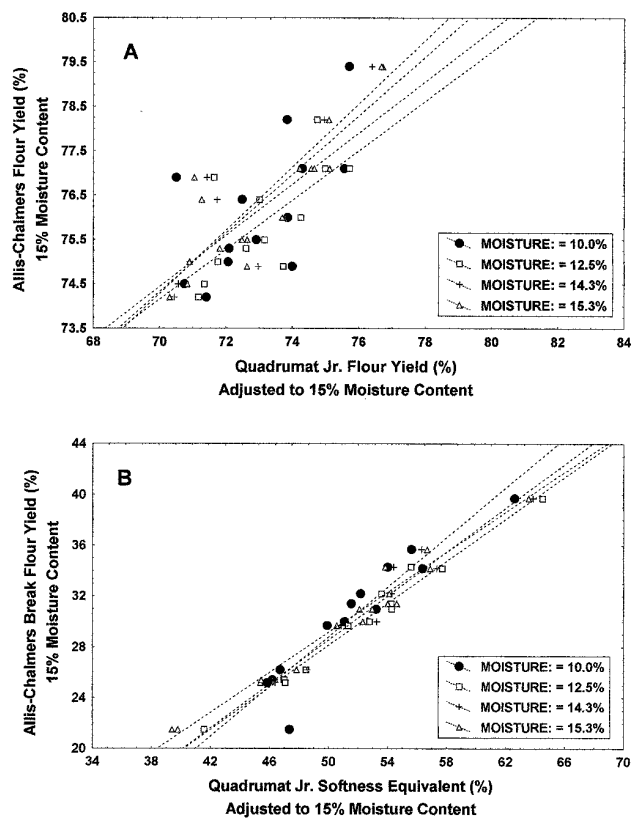 A
Allis-Chalmers Flour Yield (%)
15% Moisture Content
80.5
79.5
78.5
77.5
76.5
75.5
74.5
73.5
68
70
72
74
76
78
80
82
84
MOISTURE: = 10.0%
MOISTURE: = 12.5%
MOISTURE: = 14.3%
MOISTURE: = 15.3%
Quadrumat Jr. Flour Yield (%)
Adjusted to 15% Moisture Content
B
Allis-Chalmers Break Flour Yield (%)
15% Moisture Content
44
40
36
32
28
24
20
34
38
42
46
50
54
58
62
66
70
MOISTURE: = 10.0%
MOISTURE: = 12.5%
MOISTURE: = 14.3%
MOISTURE: = 15.3%
Quadrumat Jr. Softness Equivalent (%)
Adjusted to 15% Moisture Content